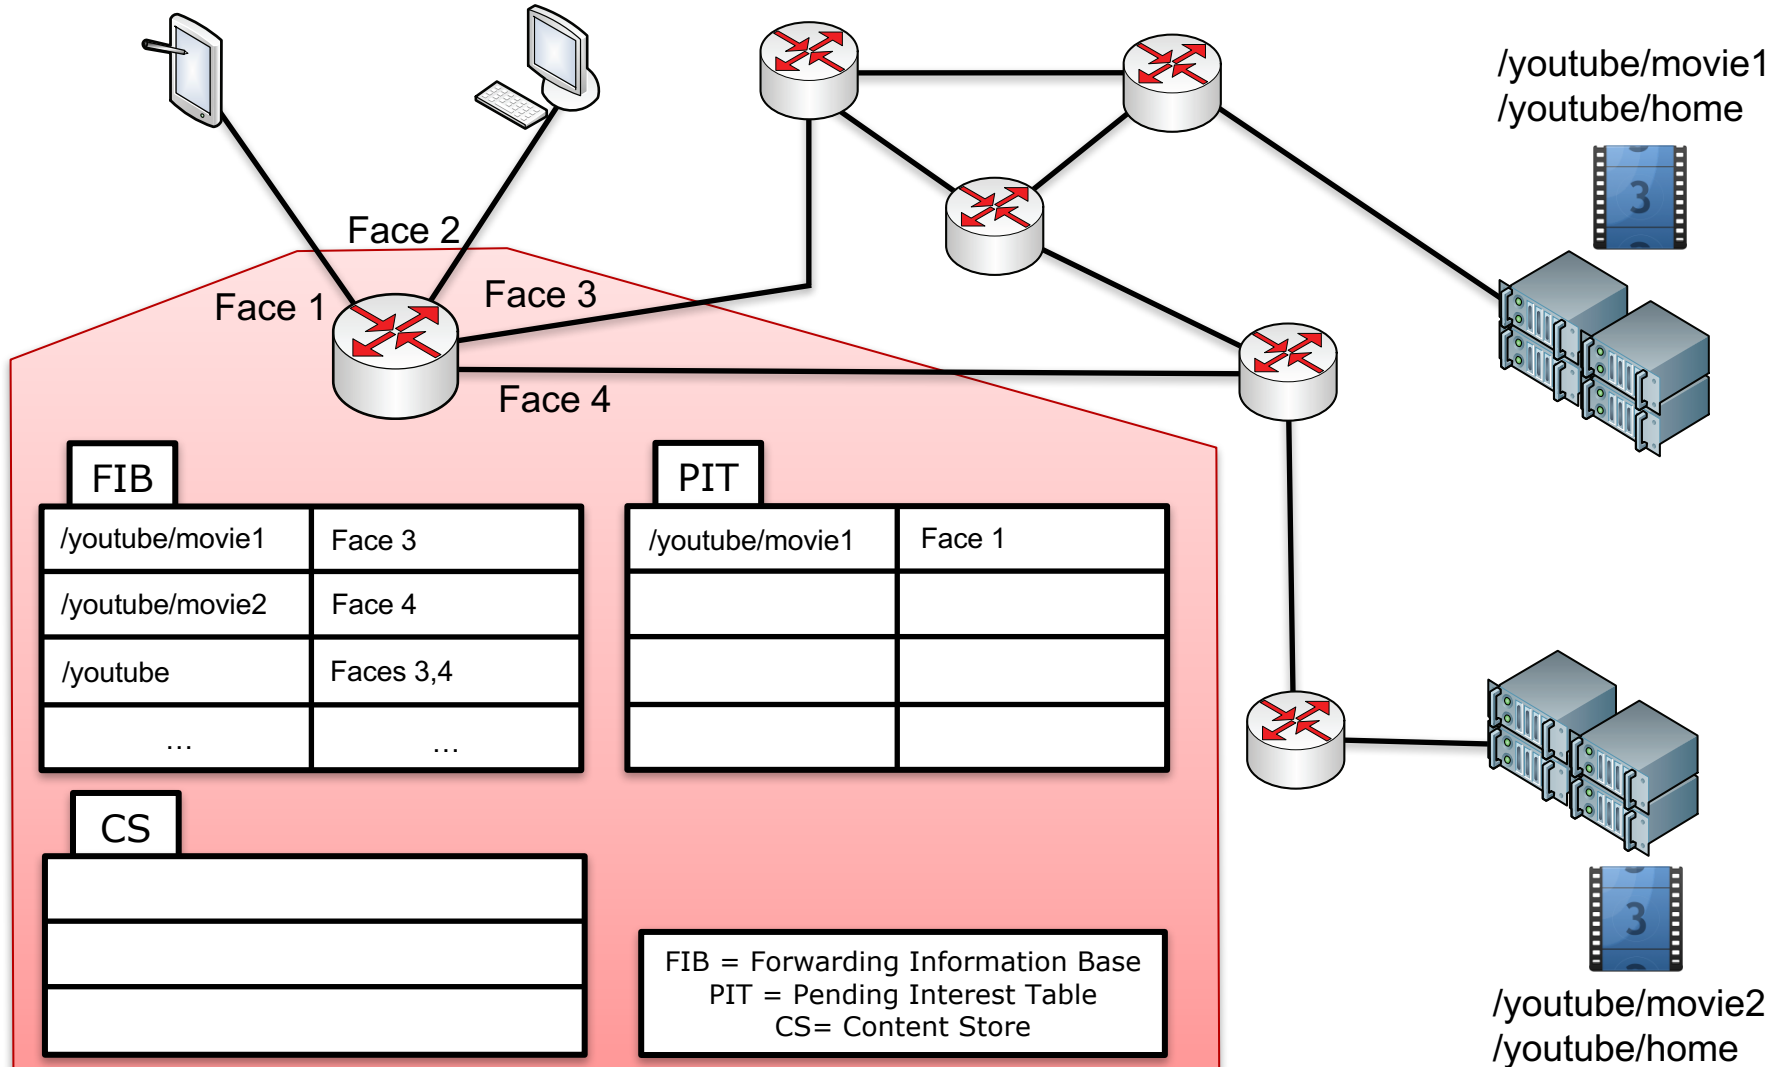 /youtube/movie1
/youtube/home
3
Face 2
Face 1
Face 3
Face 4
FIB
/youtube/movie1 Face 3
/youtube/movie2 Face 4
/youtube Faces 3,4
... ...
PIT
/youtube/movie1 Face 1
CS
FIB = Forwarding Information Base
PIT = Pending Interest Table
CS= Content Store
3
/youtube/movie2
/youtube/home